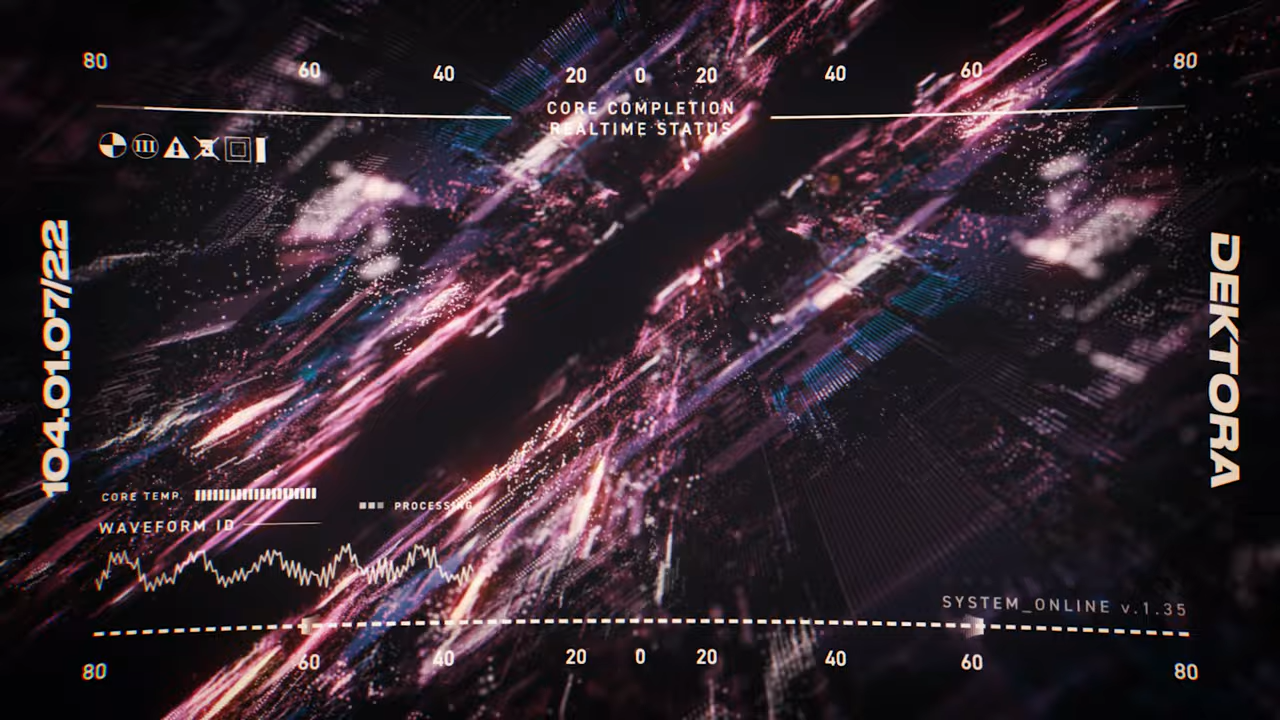 80 60 40 20 0 20 40 60 80
CORE COMPLETION
REALTIME STATUS
III
104.01.07/22
DEKTORA
CORE TEMP.
PROCESSING
WAVEFORM ID
SYSTEM_ONLINE v.1.35
80 60 40 20 0 20 40 60 80